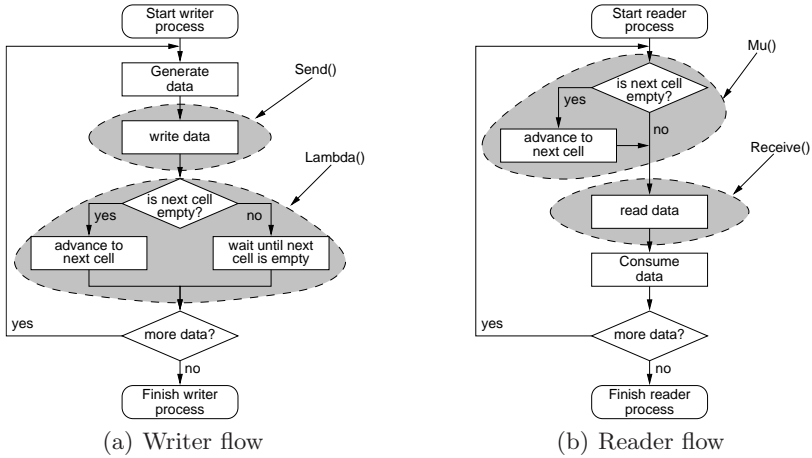 Start writer
process
Generate
data
Send()
write data
Lambda()
is next cell
empty?
yes
no
advance to
next cell
wait until next
cell is empty
yes
more data?
no
Finish writer
process
(a) Writer flow
Start reader
process
Mu()
is next cell
empty?
yes
advance to
next cell
no
Receive()
read data
Consume
data
yes
more data?
no
Finish reader
process
(b) Reader flow